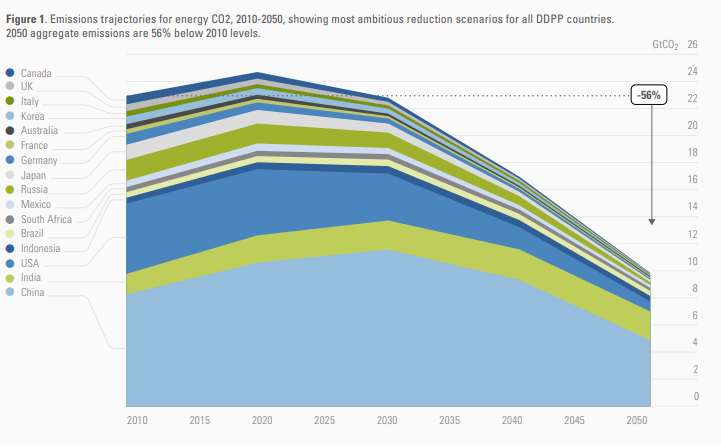 Figure 1. Emissions trajectories for energy CO2, 2010-2050, showing most ambitious reduction scenarios for all DDPP countries.
2050 aggregate emissions are 56% below 2010 levels.
GtCO₂ 26
Canada
UK
Italy
Korea
Australia
France
Germany
Japan
Russia
Mexico
South Africa
Brazil
Indonesia
USA
India
China
-56%
24
22
20
18
16
14
12
10
8
6
4
2
0
2010 2015 2020 2025 2030 2035 2040 2045 2050